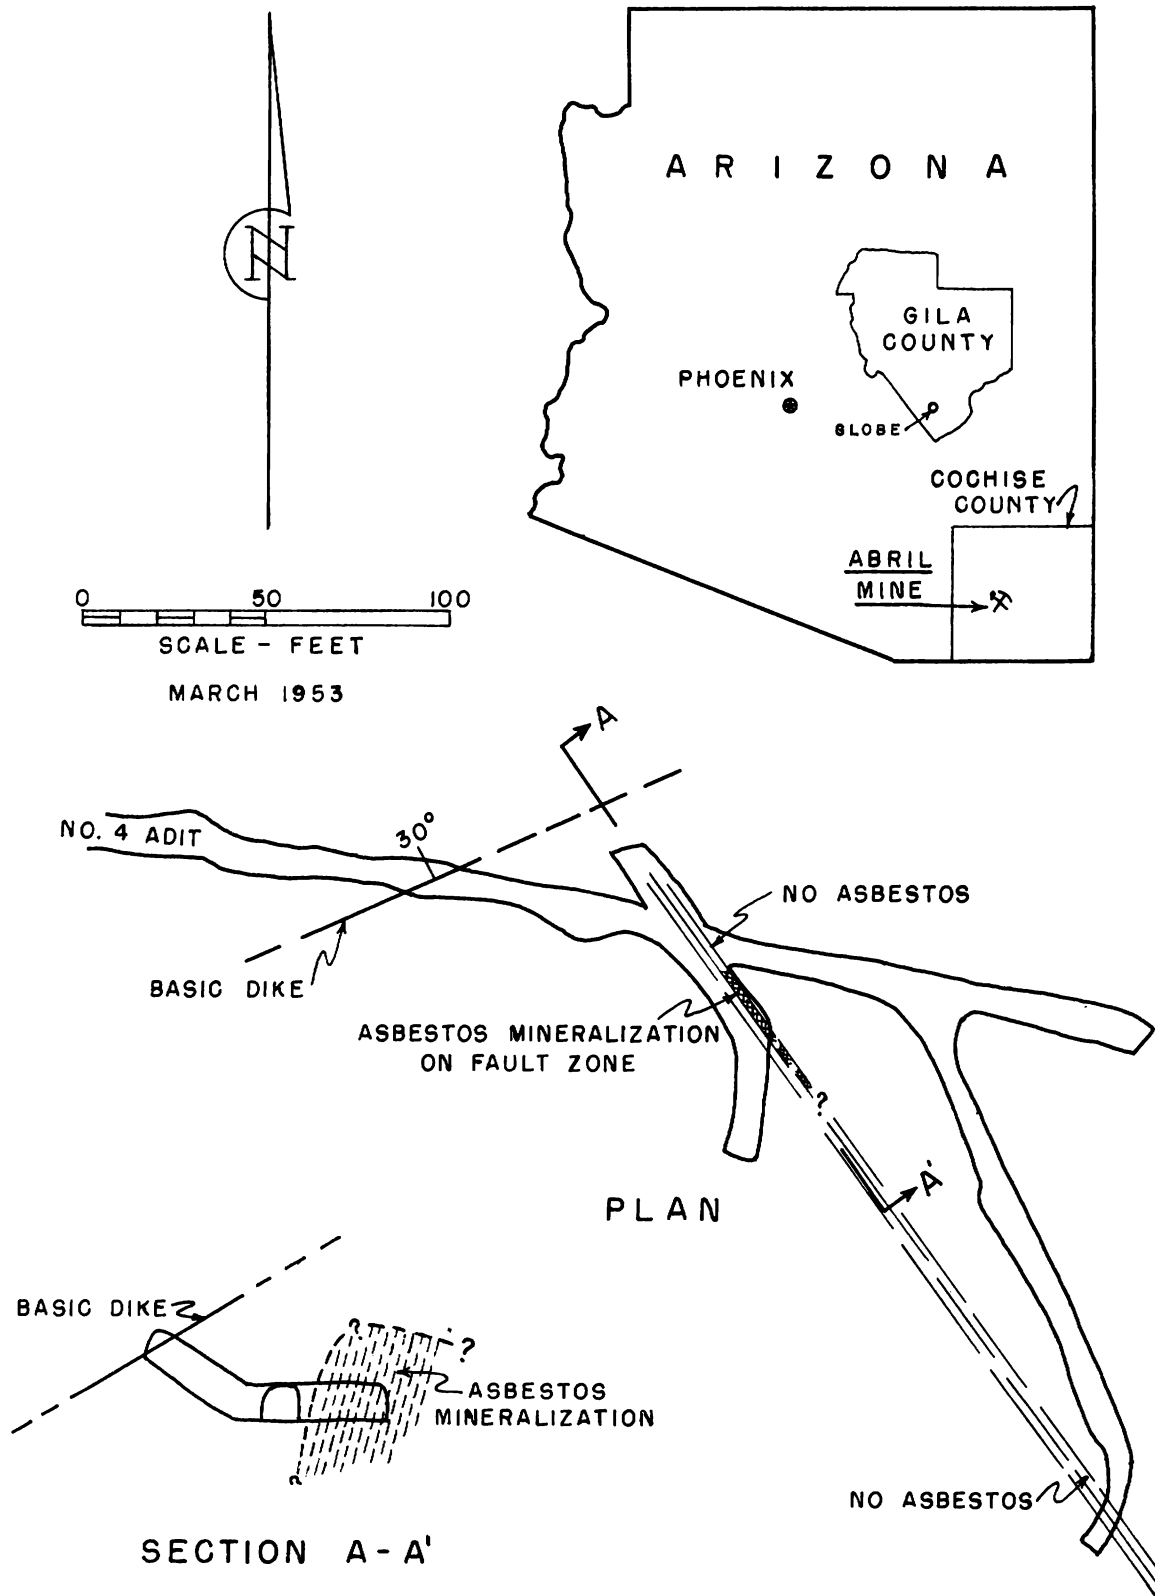 N
ARIZONA
GILA
COUNTY
PHOENIX
GLOBE
COCHISE
COUNTY
ABRIL
MINE
0 50 100
SCALE - FEET
MARCH 1953
A
NO. 4 ADIT
30°
NO ASBESTOS
BASIC DIKE
ASBESTOS MINERALIZATION
ON FAULT ZONE
?
A'
PLAN
BASIC DIKE
?
?
ASBESTOS
MINERALIZATION
?
NO ASBESTOS
SECTION A-A'